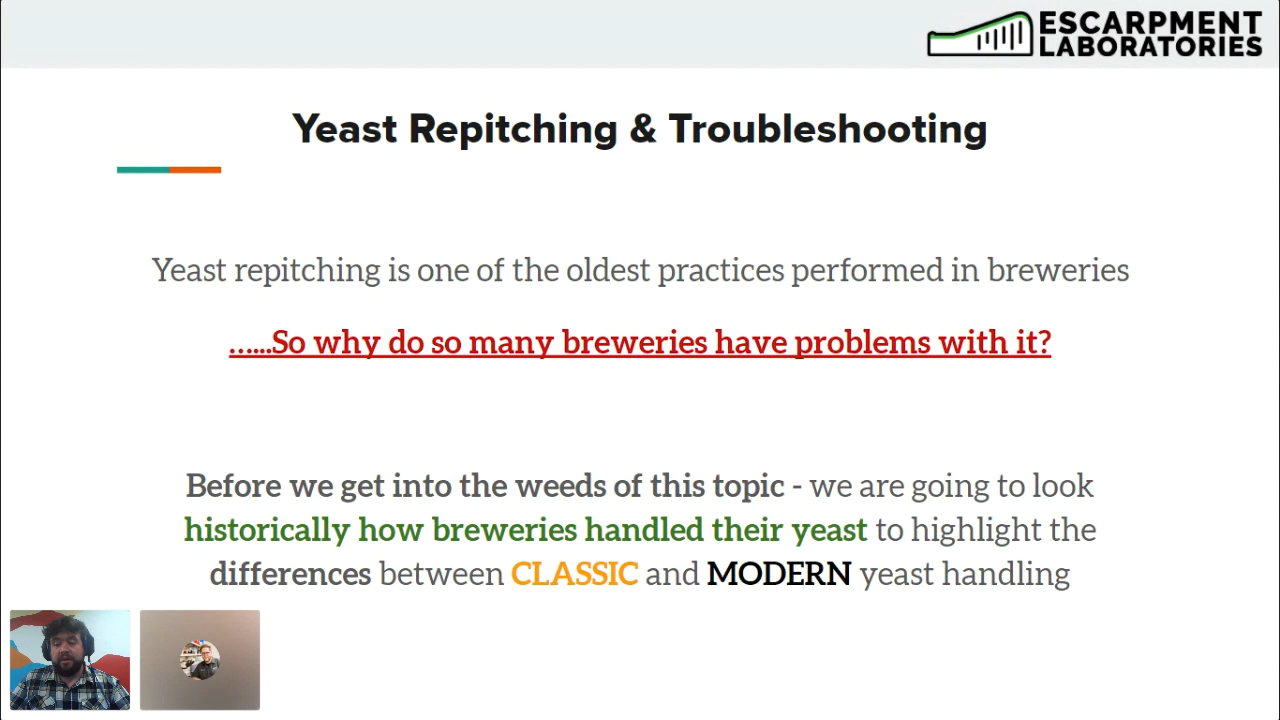 ESCARPMENT
LABORATORIES
Yeast Repitching & Troubleshooting
Yeast repitching is one of the oldest practices performed in breweries
…...So why do so many breweries have problems with it?
Before we get into the weeds of this topic - we are going to look
historically how breweries handled their yeast to highlight the
differences between CLASSIC and MODERN yeast handling